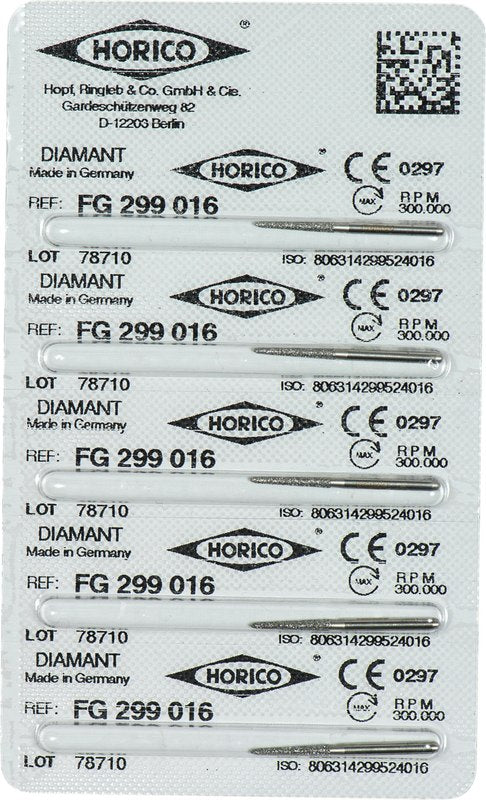 HORICO ®
Hopf, Ringleb & Co. GmbH & Cie.
Gardeschützenweg 82
D-12203 Berlin
DIAMANT HORICO ® CE 0297
Made in Germany
REF: FG 299 016 MAX RPM 300.000
LOT 78710 ISO: 806314299524016
DIAMANT HORICO ® CE 0297
Made in Germany
REF: FG 299 016 MAX RPM 300.000
LOT 78710 ISO: 806314299524016
DIAMANT HORICO ® CE 0297
Made in Germany
REF: FG 299 016 MAX RPM 300.000
LOT 78710 ISO: 806314299524016
DIAMANT HORICO ® CE 0297
Made in Germany
REF: FG 299 016 MAX RPM 300.000
LOT 78710 ISO: 806314299524016
DIAMANT HORICO ® CE 0297
Made in Germany
REF: FG 299 016 MAX RPM 300.000
LOT 78710 ISO: 806314299524016